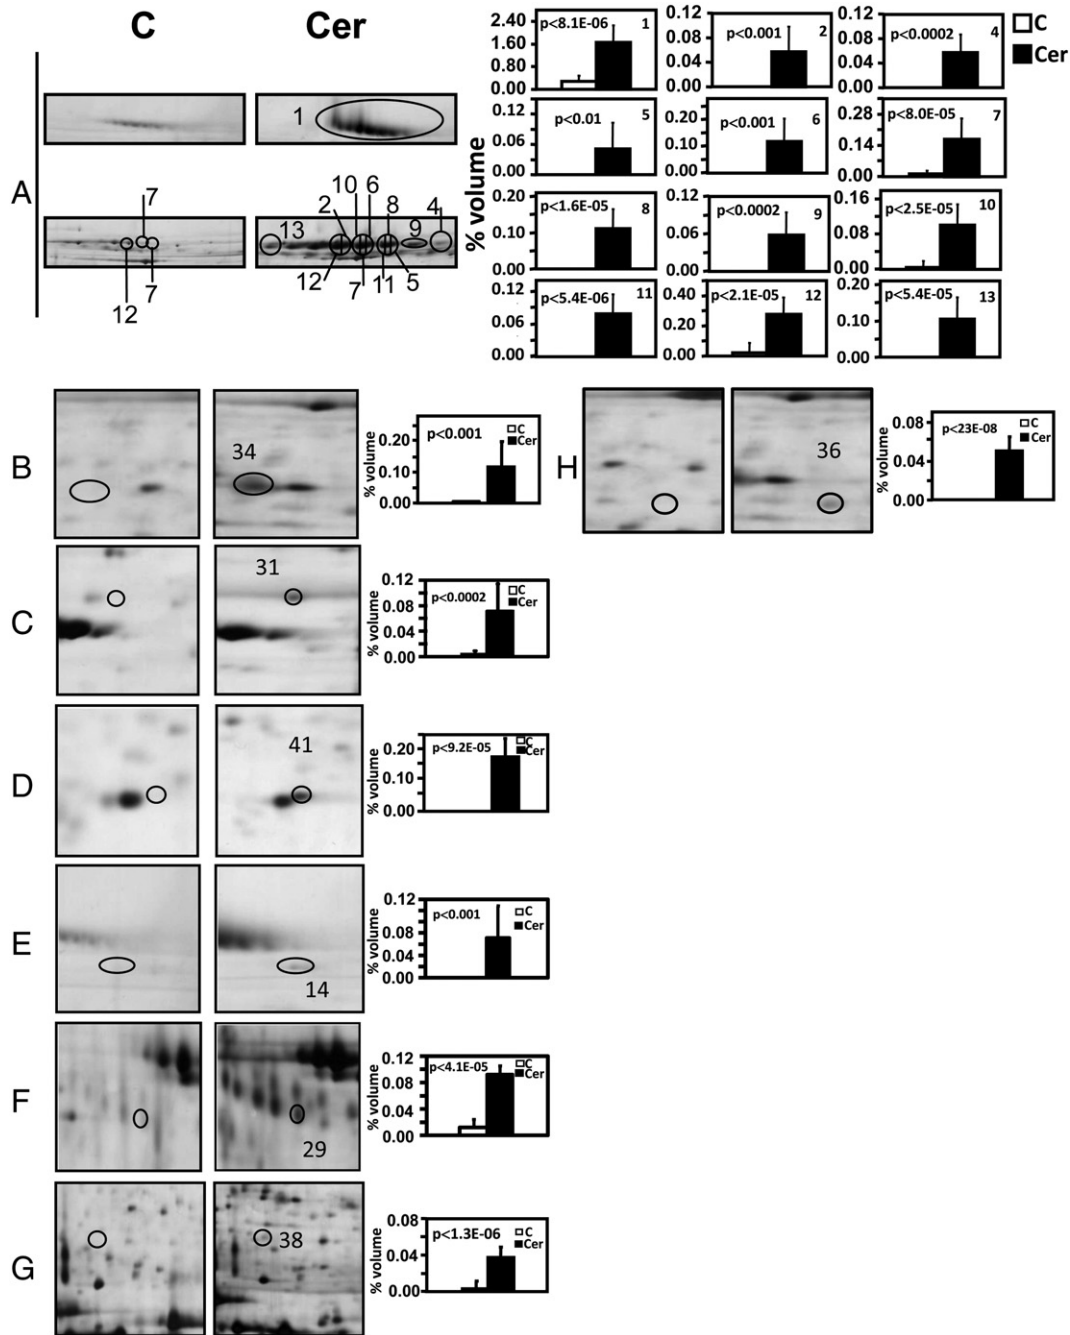 C Cer
A
1
7
12
7
10 6
2 8 4
13 9
12 7 11 5
% volume
C
Cer
2.40
1.60
0.80
0.00
p<8.1E-06 1
0.12
0.08
0.04
0.00
p<0.001 2
0.12
0.08
0.04
0.00
p<0.0002 4
0.12
0.06
0.00
p<0.01 5
0.20
0.10
0.00
p<0.001 6
0.28
0.14
0.00
p<8.0E-05 7
0.20
0.10
0.00
p<1.6E-05 8
0.12
0.06
0.00
p<0.0002 9
0.16
0.08
0.00
p<2.5E-05 10
0.12
0.06
0.00
p<5.4E-06 11
0.40
0.20
0.00
p<2.1E-05 12
0.20
0.10
0.00
p<5.4E-05 13
B
34
% volume
0.20
0.10
0.00
p<0.001
C
Cer
H
36
% volume
0.08
0.04
0.00
p<23E-08
C
Cer
C
31
% volume
0.12
0.08
0.04
0.00
p<0.0002
C
Cer
D
41
% volume
0.20
0.10
0.00
p<9.2E-05
C
Cer
E
14
% volume
0.12
0.08
0.04
0.00
p<0.001
C
Cer
F
29
% volume
0.12
0.08
0.04
0.00
p<4.1E-05
C
Cer
G
38
% volume
0.08
0.04
0.00
p<1.3E-06
C
Cer